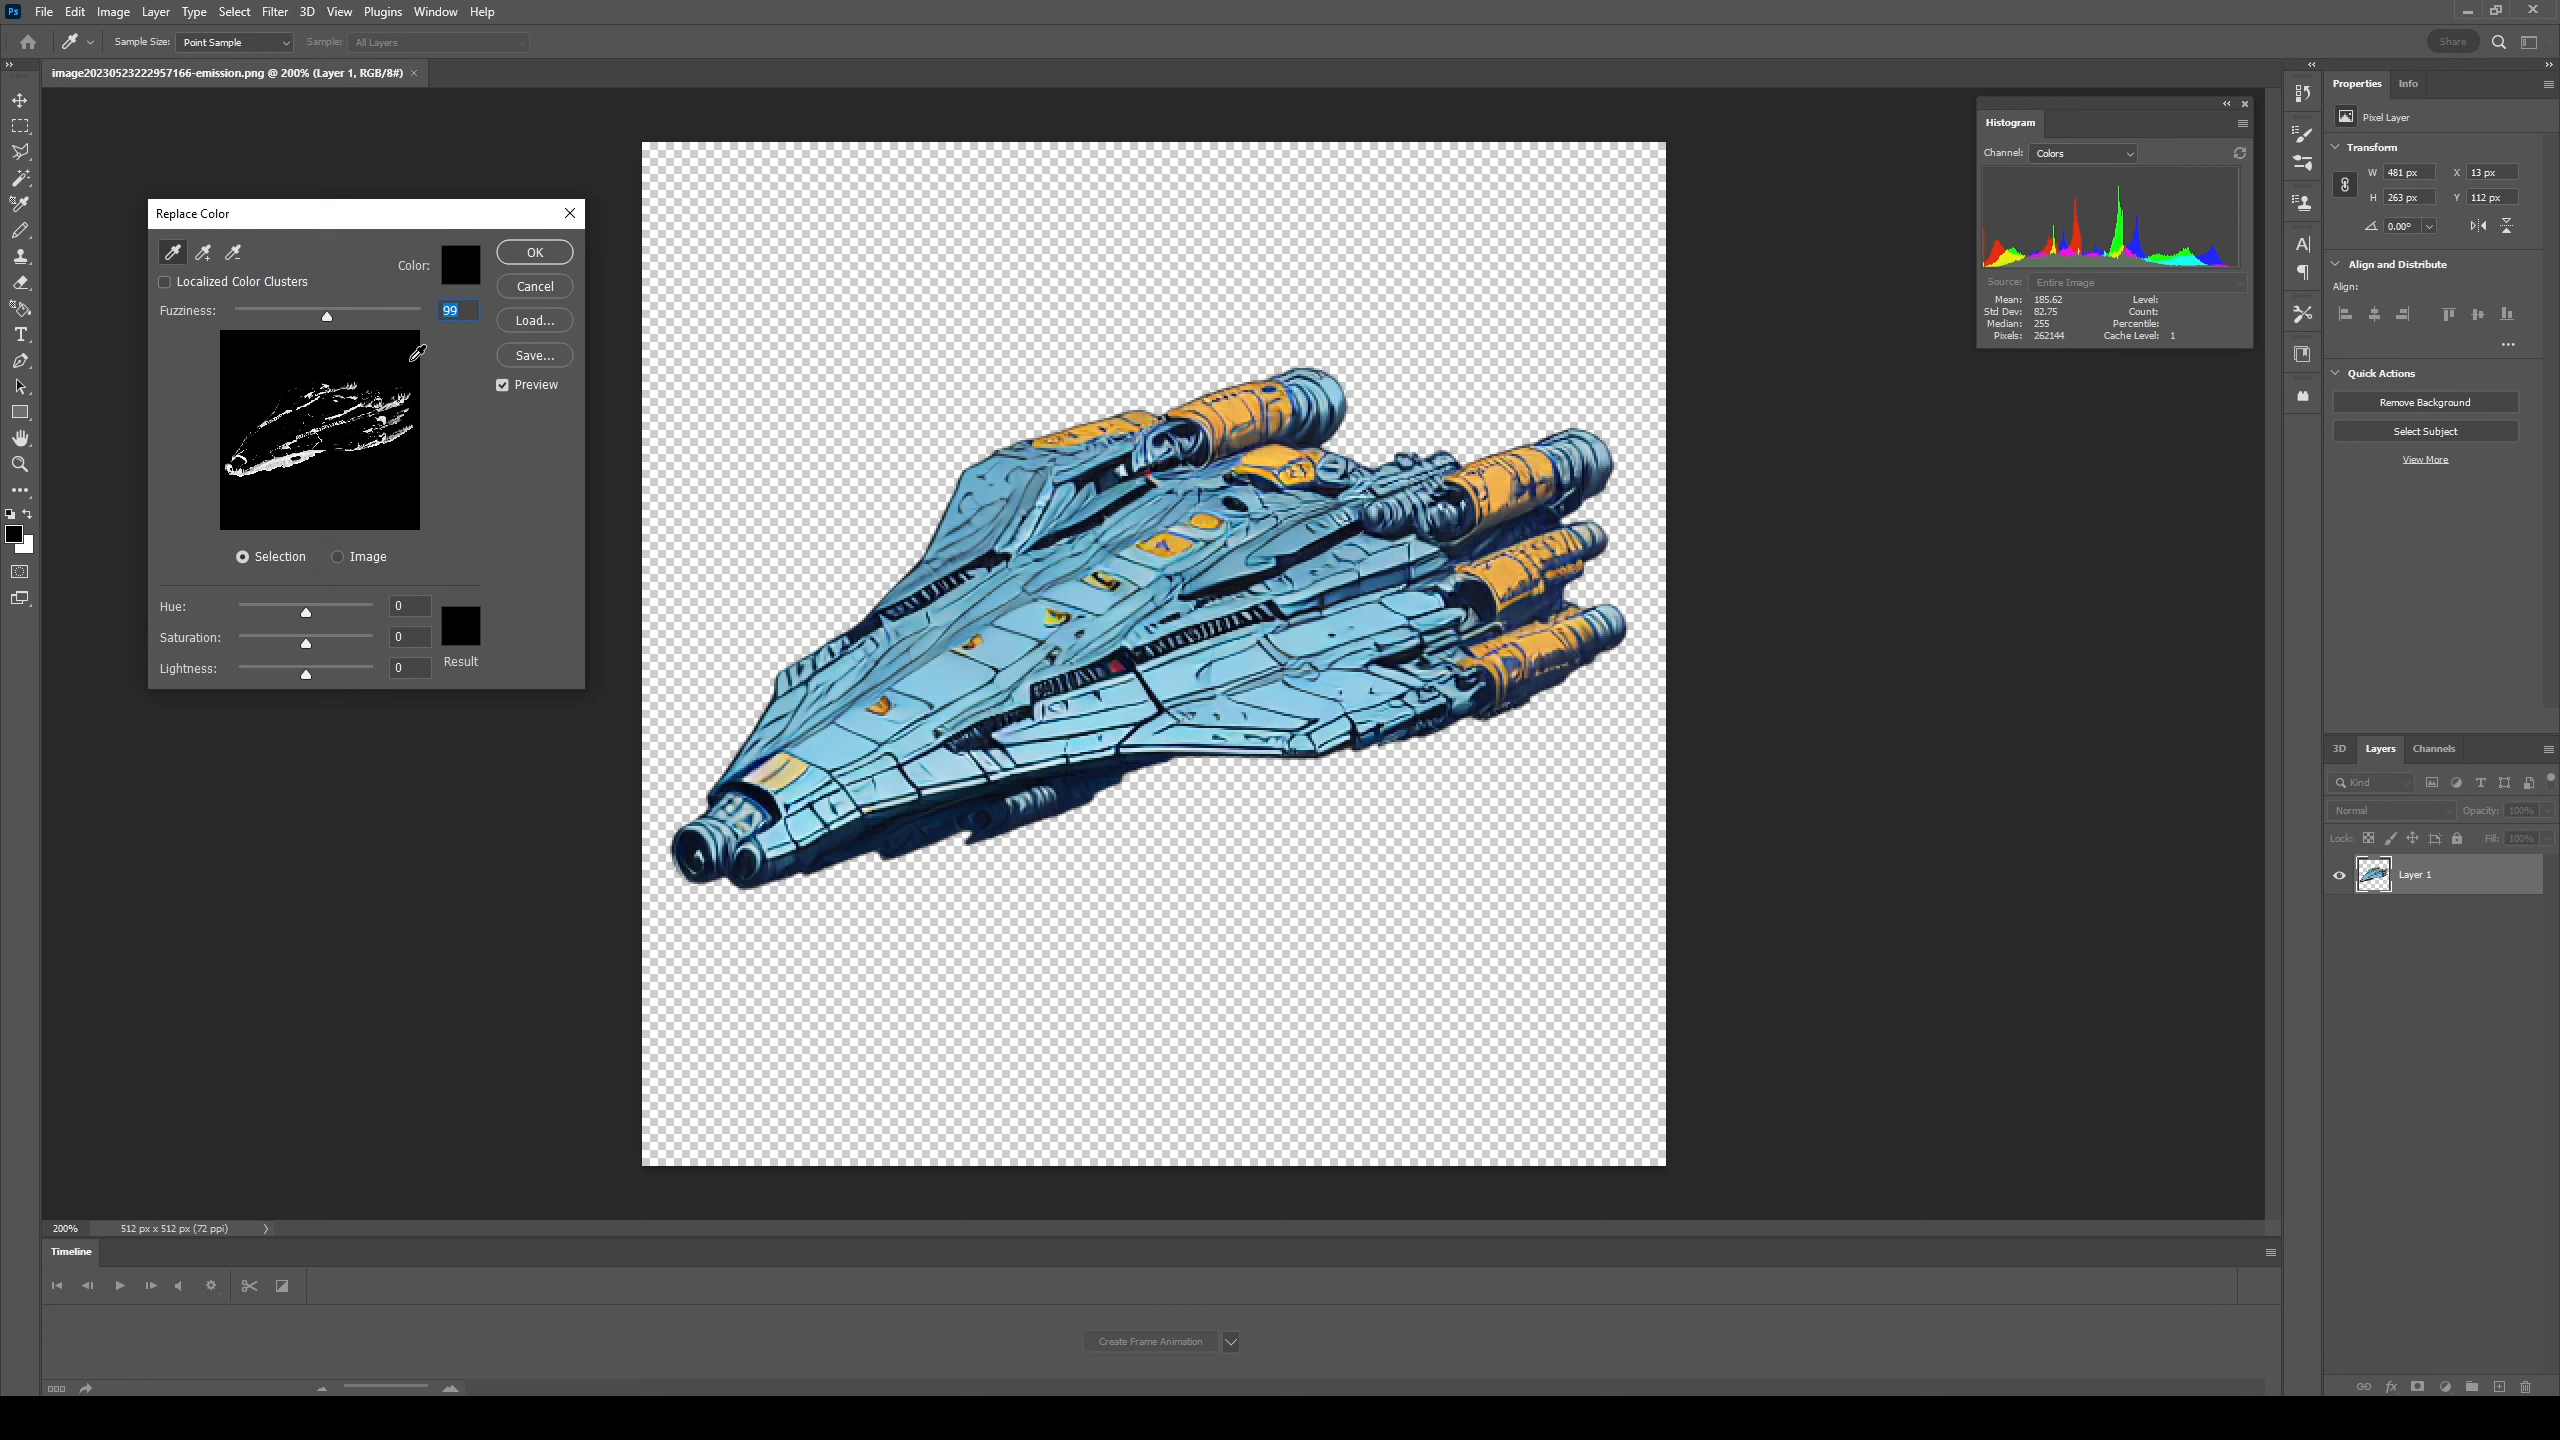 Ps File Edit Image Layer Type Select Filter 3D View Plugins Window Help
Sample Size: Point Sample Sample: All Layers Share
image20230523222957166-emission.png @ 200% (Layer 1, RGB/8#)
Replace Color
Color:
OK
Localized Color Clusters
Cancel
Fuzziness: 99
Load...
Save...
Preview
Selection Image
Hue: 0
Saturation: 0
Result
Lightness: 0
Histogram
Channel: Colors
Source: Entire Image
Mean: 185.62 Level:
Std Dev: 82.75 Count:
Median: 255 Percentile:
Pixels: 262144 Cache Level: 1
Properties Info
Pixel Layer
Transform
W 481 px X 13 px
H 263 px Y 112 px
0.00°
Align and Distribute
Align:
Quick Actions
Remove Background
Select Subject
View More
3D Layers Channels
Kind
Normal Opacity: 100%
Lock: Fill: 100%
Layer 1
fx
200% 512 px x 512 px (72 ppi)
Timeline
Create Frame Animation